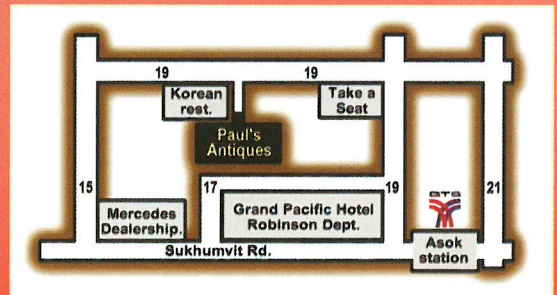 19
19
Korean
rest.
Take a
Seat
Paul's
Antiques
15
17
19
21
BTS
Mercedes
Dealership.
Grand Pacific Hotel
Robinson Dept.
Asok
station
Sukhumvit Rd.